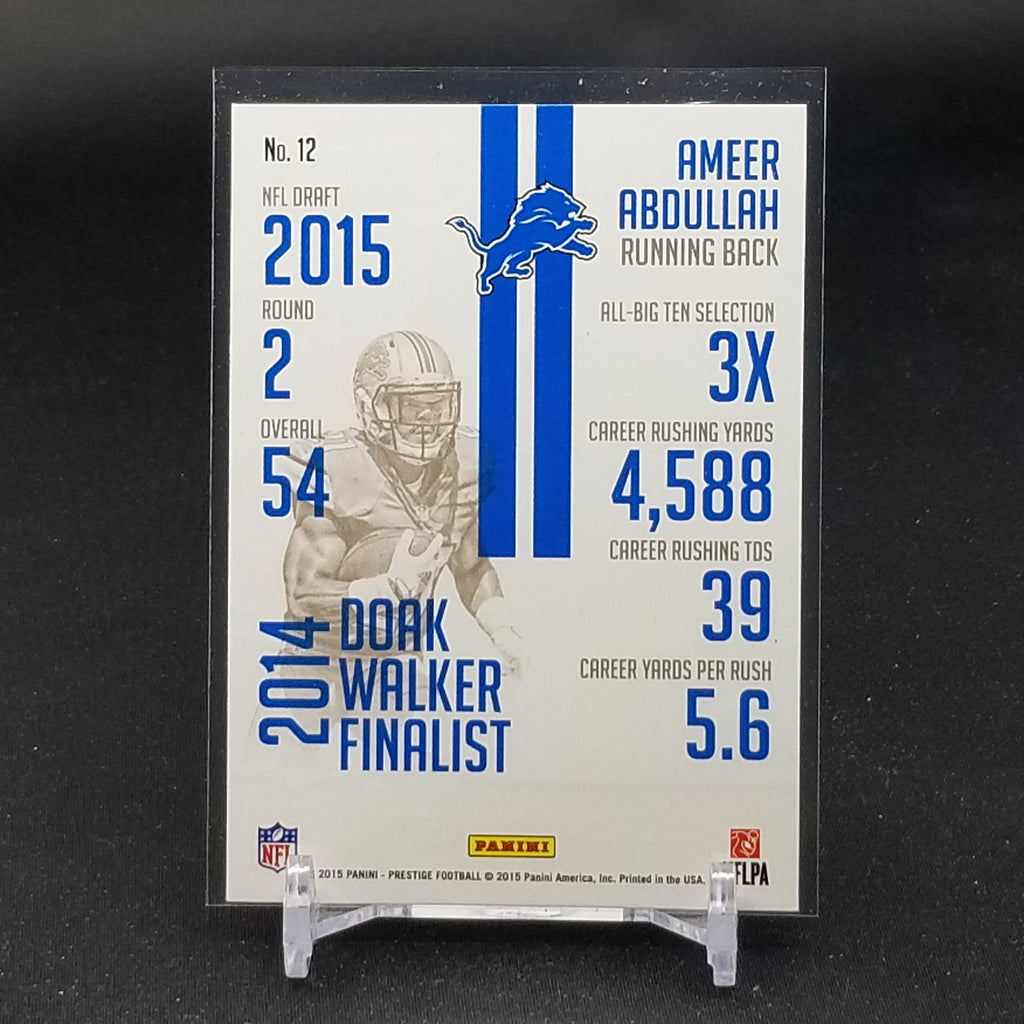 No. 12
NFL DRAFT
2015
ROUND
2
OVERALL
54
2014
DOAK
WALKER
FINALIST
AMEER
ABDULLAH
RUNNING BACK
ALL-BIG TEN SELECTION
3X
CAREER RUSHING YARDS
4,588
CAREER RUSHING TDS
39
CAREER YARDS PER RUSH
5.6
NFL
PANINI
FLPA
2015 PANINI - PRESTIGE FOOTBALL © 2015 Panini America, Inc. Printed in the USA.